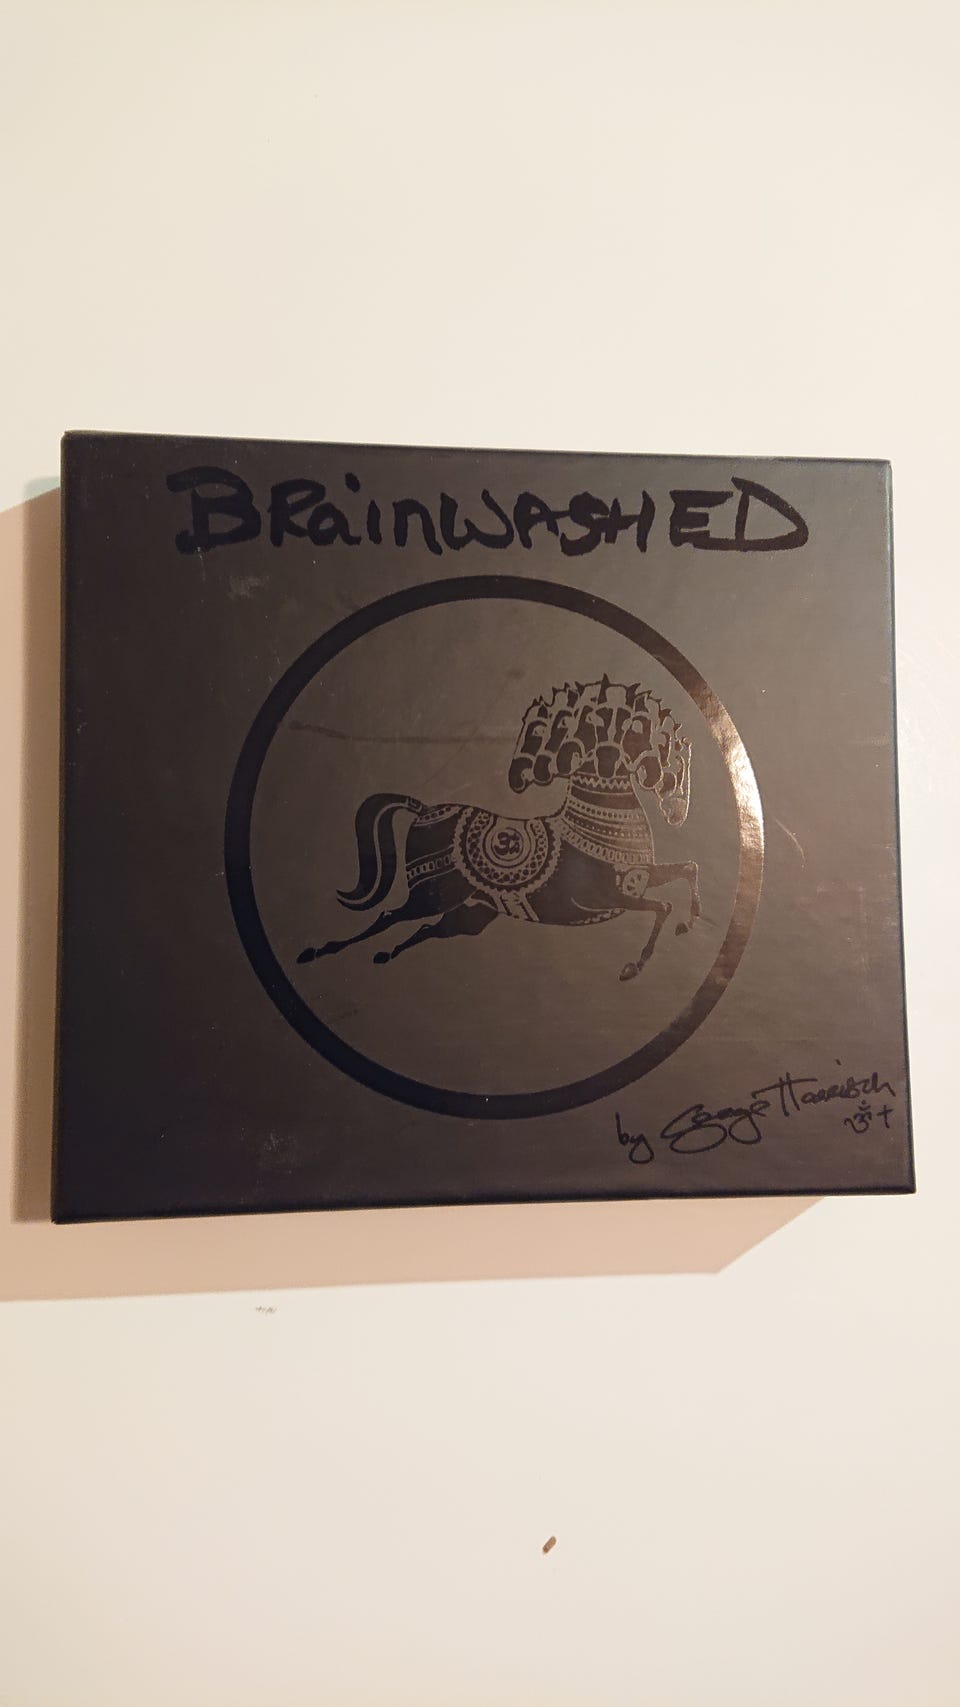 BRainWASHED
ॐ
by George Harrison
ॐ †